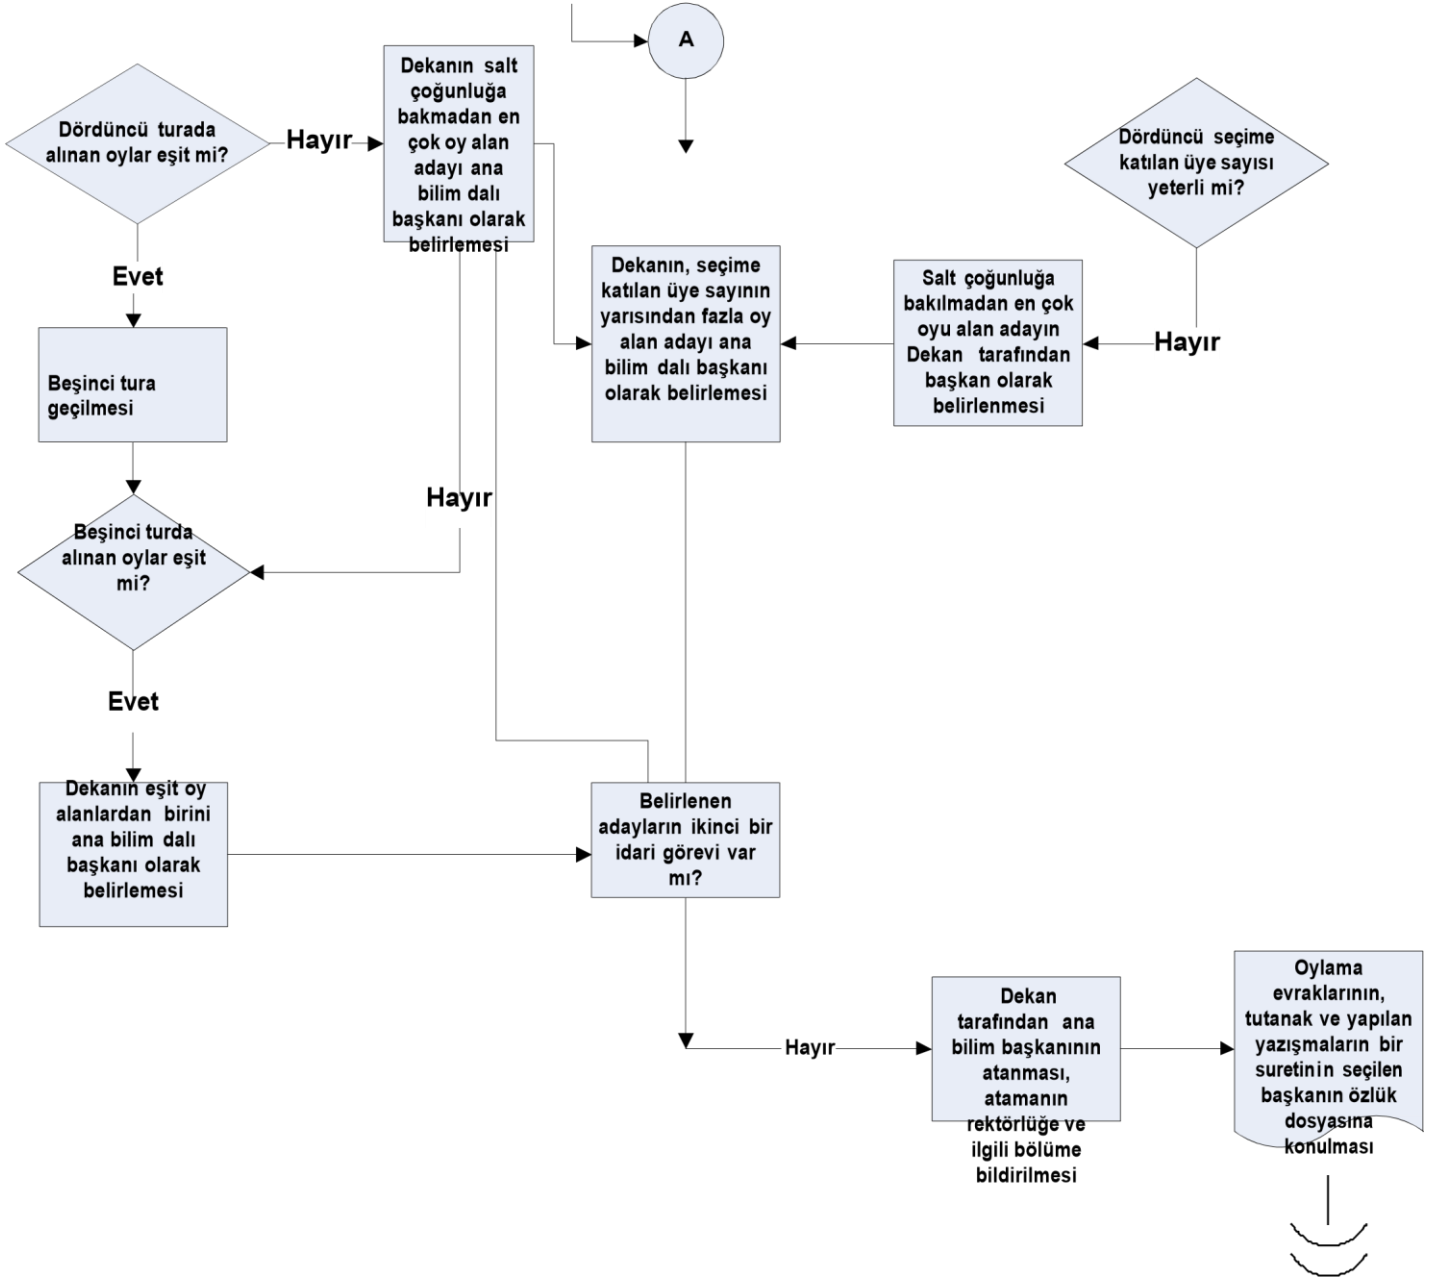 A
Dördüncü turada
alınan oylar eşit mi?
Hayır
Dekanın salt
çoğunluğa
bakmadan en
çok oy alan
adayı ana
bilim dalı
başkanı olarak
belirlemesi
Dördüncü seçime
katılan üye sayısı
yeterli mi?
Evet
Dekanın, seçime
katılan üye sayının
yarısından fazla oy
alan adayı ana
bilim dalı başkanı
olarak belirlemesi
Salt çoğunluğa
bakılmadan en çok
oyu alan adayın
Dekan tarafından
başkan olarak
belirlenmesi
Hayır
Beşinci tura
geçilmesi
Hayır
Beşinci turda
alınan oylar eşit
mi?
Evet
Dekanın eşit oy
alanlardan birini
ana bilim dalı
başkanı olarak
belirlemesi
Belirlenen
adayların ikinci bir
idari görevi var
mı?
Hayır
Dekan
tarafından ana
bilim başkanının
atanması,
atamanın
rektörlüğe ve
ilgili bölüme
bildirilmesi
Oylama
evraklarının,
tutanak ve yapılan
yazışmaların bir
suretinin seçilen
başkanın özlük
dosyasına
konulması